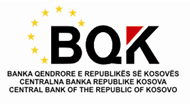 BQK
BANKA QENDRORE E REPUBLIKËS SË KOSOVËS
CENTRALNA BANKA REPUBLIKE KOSOVA
CENTRAL BANK OF THE REPUBLIC OF KOSOVO